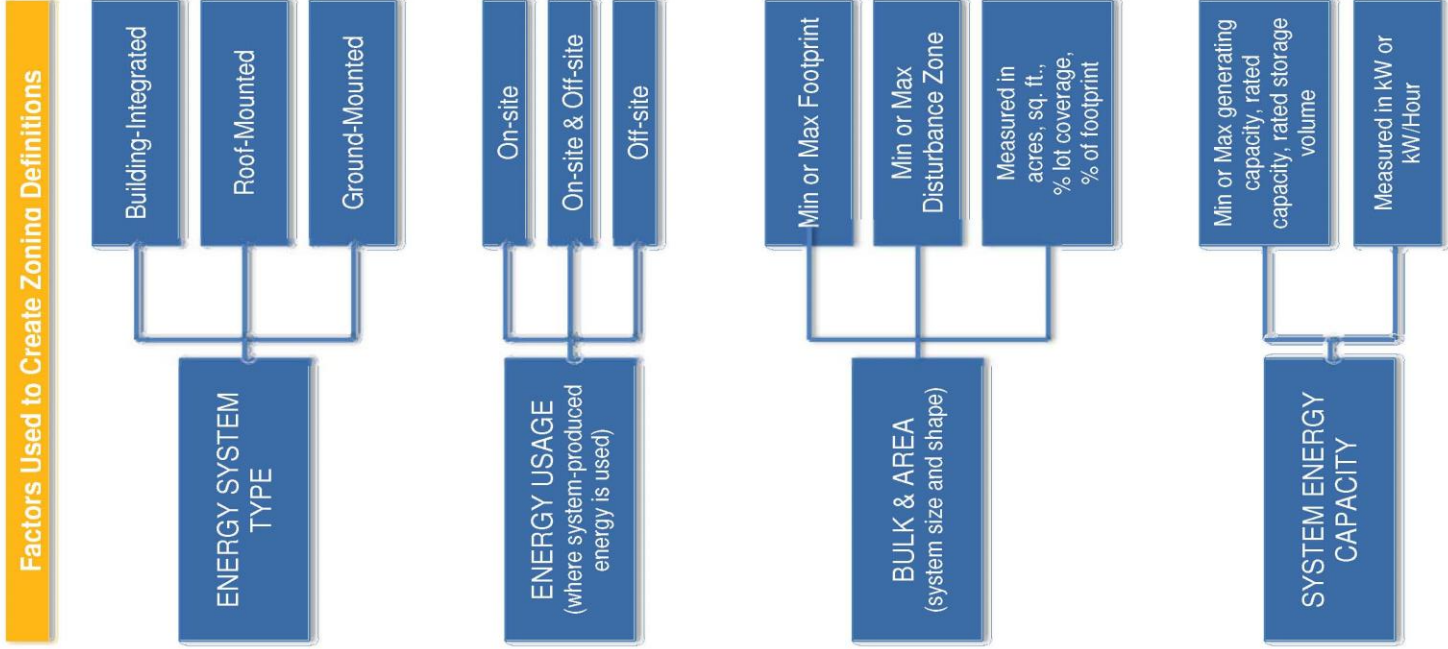 Factors Used to Create Zoning Definitions
ENERGY SYSTEM
TYPE
Building-Integrated
Roof-Mounted
Ground-Mounted
ENERGY USAGE
(where system-produced
energy is used)
On-site
On-site & Off-site
Off-site
BULK & AREA
(system size and shape)
Min or Max Footprint
Min or Max
Disturbance Zone
Measured in
acres, sq. ft.,
% lot coverage,
% of footprint
SYSTEM ENERGY
CAPACITY
Min or Max generating
capacity, rated
capacity, rated storage
volume
Measured in kW or
kW/Hour